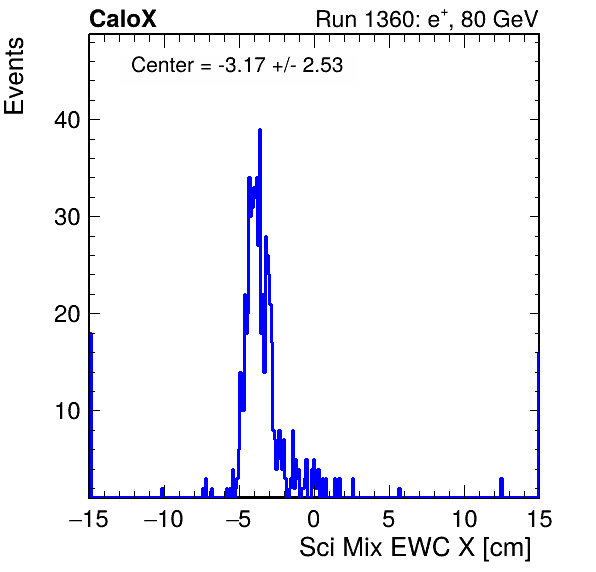 CaloX Run 1360: e⁺, 80 GeV
Center = -3.17 +/- 2.53
Events
40
30
20
10
−15 −10 −5 0 5 10 15
Sci Mix EWC X [cm]